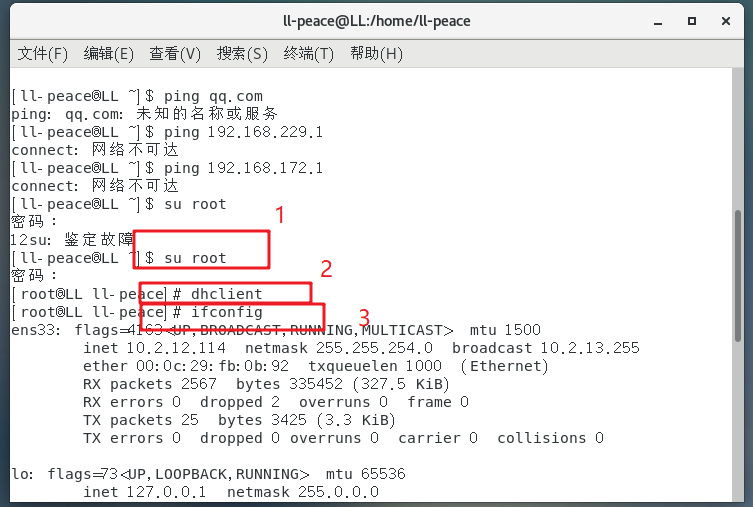 ll-peace@LL:/home/ll-peace
文件(F) 编辑(E) 查看(V) 搜索(S) 终端(T) 帮助(H)
[ll-peace@LL ~]$ ping qq.com
ping: qq.com: 未知的名称或服务
[ll-peace@LL ~]$ ping 192.168.229.1
connect: 网络不可达
[ll-peace@LL ~]$ ping 192.168.172.1
connect: 网络不可达
[ll-peace@LL ~]$ su root
密码：
1
12su: 鉴定故障
[ll-peace@LL ~]$ su root
密码：
2
[root@LL ll-peace]# dhclient
[root@LL ll-peace]# ifconfig
3
ens33: flags=4163<UP,BROADCAST,RUNNING,MULTICAST>  mtu 1500
inet 10.2.12.114  netmask 255.255.254.0  broadcast 10.2.13.255
ether 00:0c:29:fb:0b:92  txqueuelen 1000  (Ethernet)
RX packets 2567  bytes 335452 (327.5 KiB)
RX errors 0  dropped 2  overruns 0  frame 0
TX packets 25  bytes 3425 (3.3 KiB)
TX errors 0  dropped 0 overruns 0  carrier 0  collisions 0
lo: flags=73<UP,LOOPBACK,RUNNING>  mtu 65536
inet 127.0.0.1  netmask 255.0.0.0